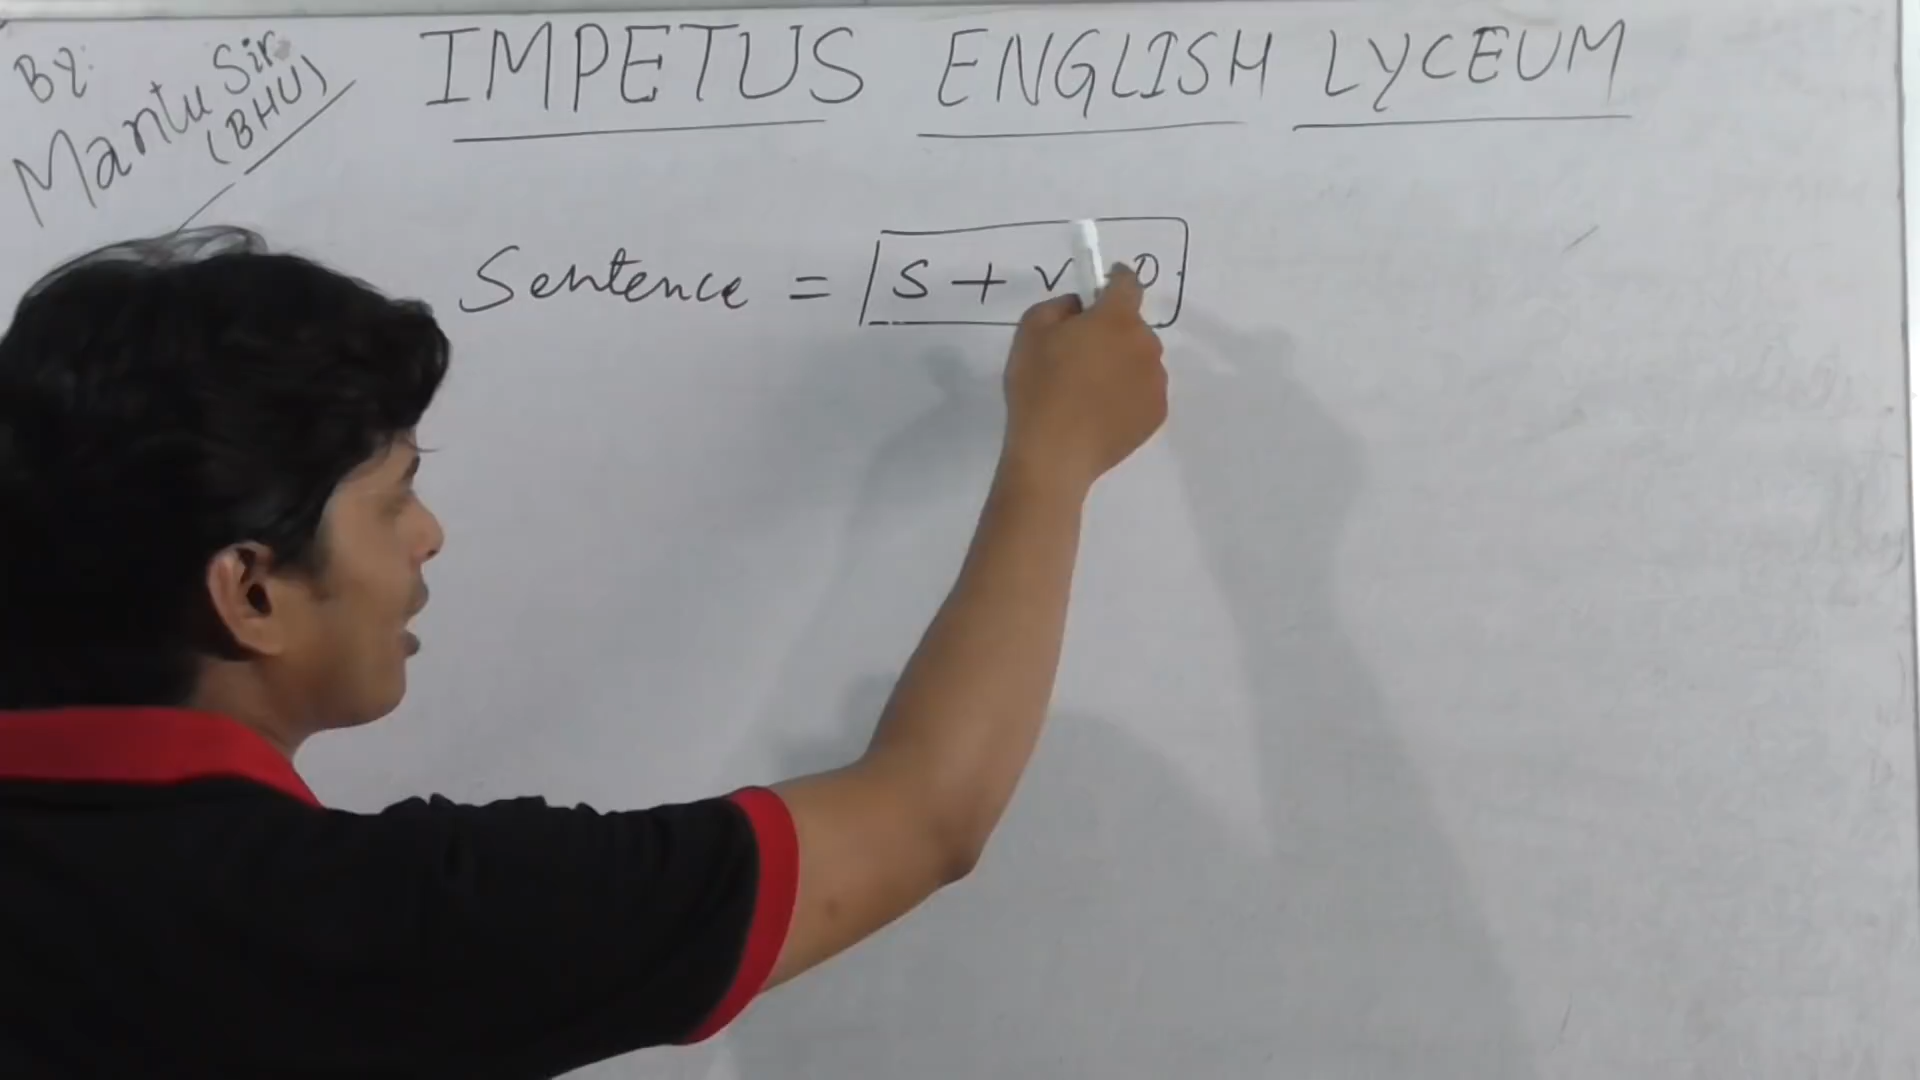 By:
Mantu Sir
(BHU)
IMPETUS ENGLISH LYCEUM
Sentence = S + V O